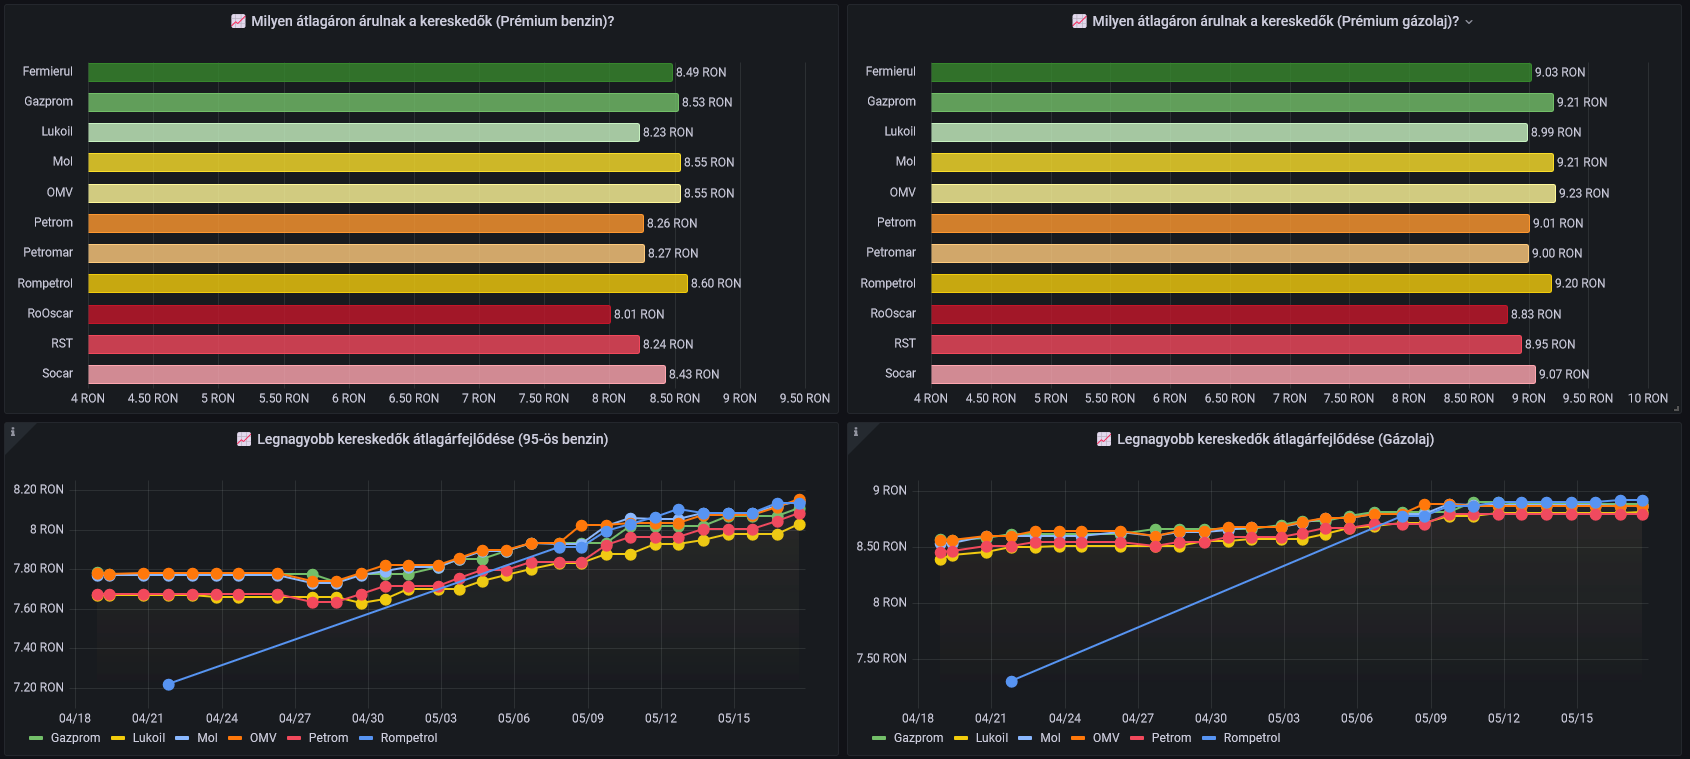 Milyen átlagáron árulnak a kereskedők (Prémium benzin)?
Fermierul 8.49 RON
Gazprom 8.53 RON
Lukoil 8.23 RON
Mol 8.55 RON
OMV 8.55 RON
Petrom 8.26 RON
Petromar 8.27 RON
Rompetrol 8.60 RON
RoOscar 8.01 RON
RST 8.24 RON
Socar 8.43 RON
4 RON 4.50 RON 5 RON 5.50 RON 6 RON 6.50 RON 7 RON 7.50 RON 8 RON 8.50 RON 9 RON 9.50 RON
Milyen átlagáron árulnak a kereskedők (Prémium gázolaj)?
Fermierul 9.03 RON
Gazprom 9.21 RON
Lukoil 8.99 RON
Mol 9.21 RON
OMV 9.23 RON
Petrom 9.01 RON
Petromar 9.00 RON
Rompetrol 9.20 RON
RoOscar 8.83 RON
RST 8.95 RON
Socar 9.07 RON
4 RON 4.50 RON 5 RON 5.50 RON 6 RON 6.50 RON 7 RON 7.50 RON 8 RON 8.50 RON 9 RON 9.50 RON 10 RON
i
Legnagyobb kereskedők átlagárfejlődése (95-ös benzin)
8.20 RON
8 RON
7.80 RON
7.60 RON
7.40 RON
7.20 RON
04/18 04/21 04/24 04/27 04/30 05/03 05/06 05/09 05/12 05/15
Gazprom Lukoil Mol OMV Petrom Rompetrol
i
Legnagyobb kereskedők átlagárfejlődése (Gázolaj)
9 RON
8.50 RON
8 RON
7.50 RON
04/18 04/21 04/24 04/27 04/30 05/03 05/06 05/09 05/12 05/15
Gazprom Lukoil Mol OMV Petrom Rompetrol